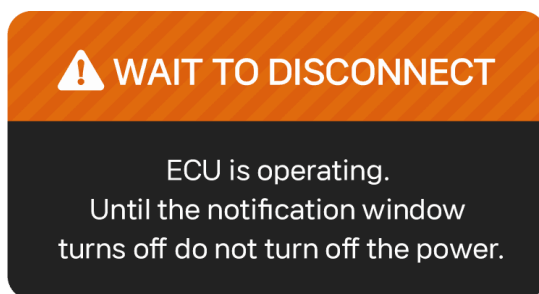 WAIT TO DISCONNECT
ECU is operating.
Until the notification window
turns off do not turn off the power.